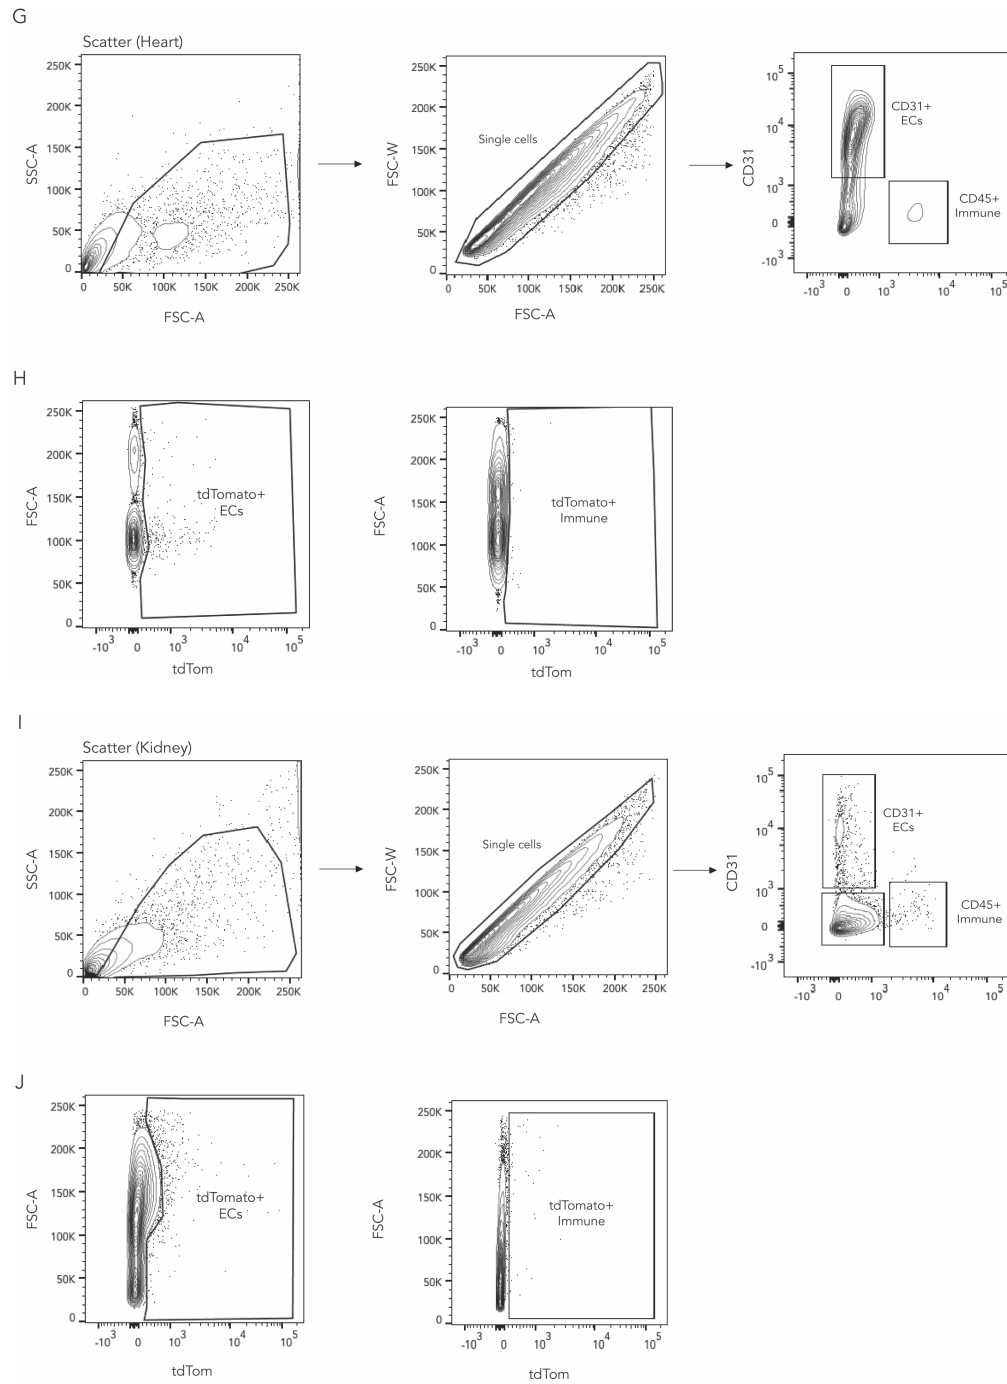 G
Scatter (Heart)
250K
200K
150K
100K
50K
0
SSC-A
0 50K 100K 150K 200K 250K
FSC-A
250K
200K
150K
100K
50K
0
FSC-W
Single cells
50K 100K 150K 200K 250K
FSC-A
10^5
10^4
10^3
0
-10^3
CD31
CD31+
ECs
CD45+
Immune
-10^3 0 10^3 10^4 10^5
H
250K
200K
150K
100K
50K
0
FSC-A
tdTomato+
ECs
-10^3 0 10^3 10^4 10^5
tdTom
250K
200K
150K
100K
50K
0
FSC-A
tdTomato+
Immune
-10^3 0 10^3 10^4 10^5
tdTom
I
Scatter (Kidney)
250K
200K
150K
100K
50K
0
SSC-A
0 50K 100K 150K 200K 250K
FSC-A
250K
200K
150K
100K
50K
0
FSC-W
Single cells
0 50K 100K 150K 200K 250K
FSC-A
10^5
10^4
10^3
0
-10^3
CD31
CD31+
ECs
CD45+
Immune
-10^3 0 10^3 10^4 10^5
J
250K
200K
150K
100K
50K
0
FSC-A
tdTomato+
ECs
-10^3 0 10^3 10^4 10^5
tdTom
250K
200K
150K
100K
50K
0
FSC-A
tdTomato+
Immune
-10^3 0 10^3 10^4 10^5
tdTom